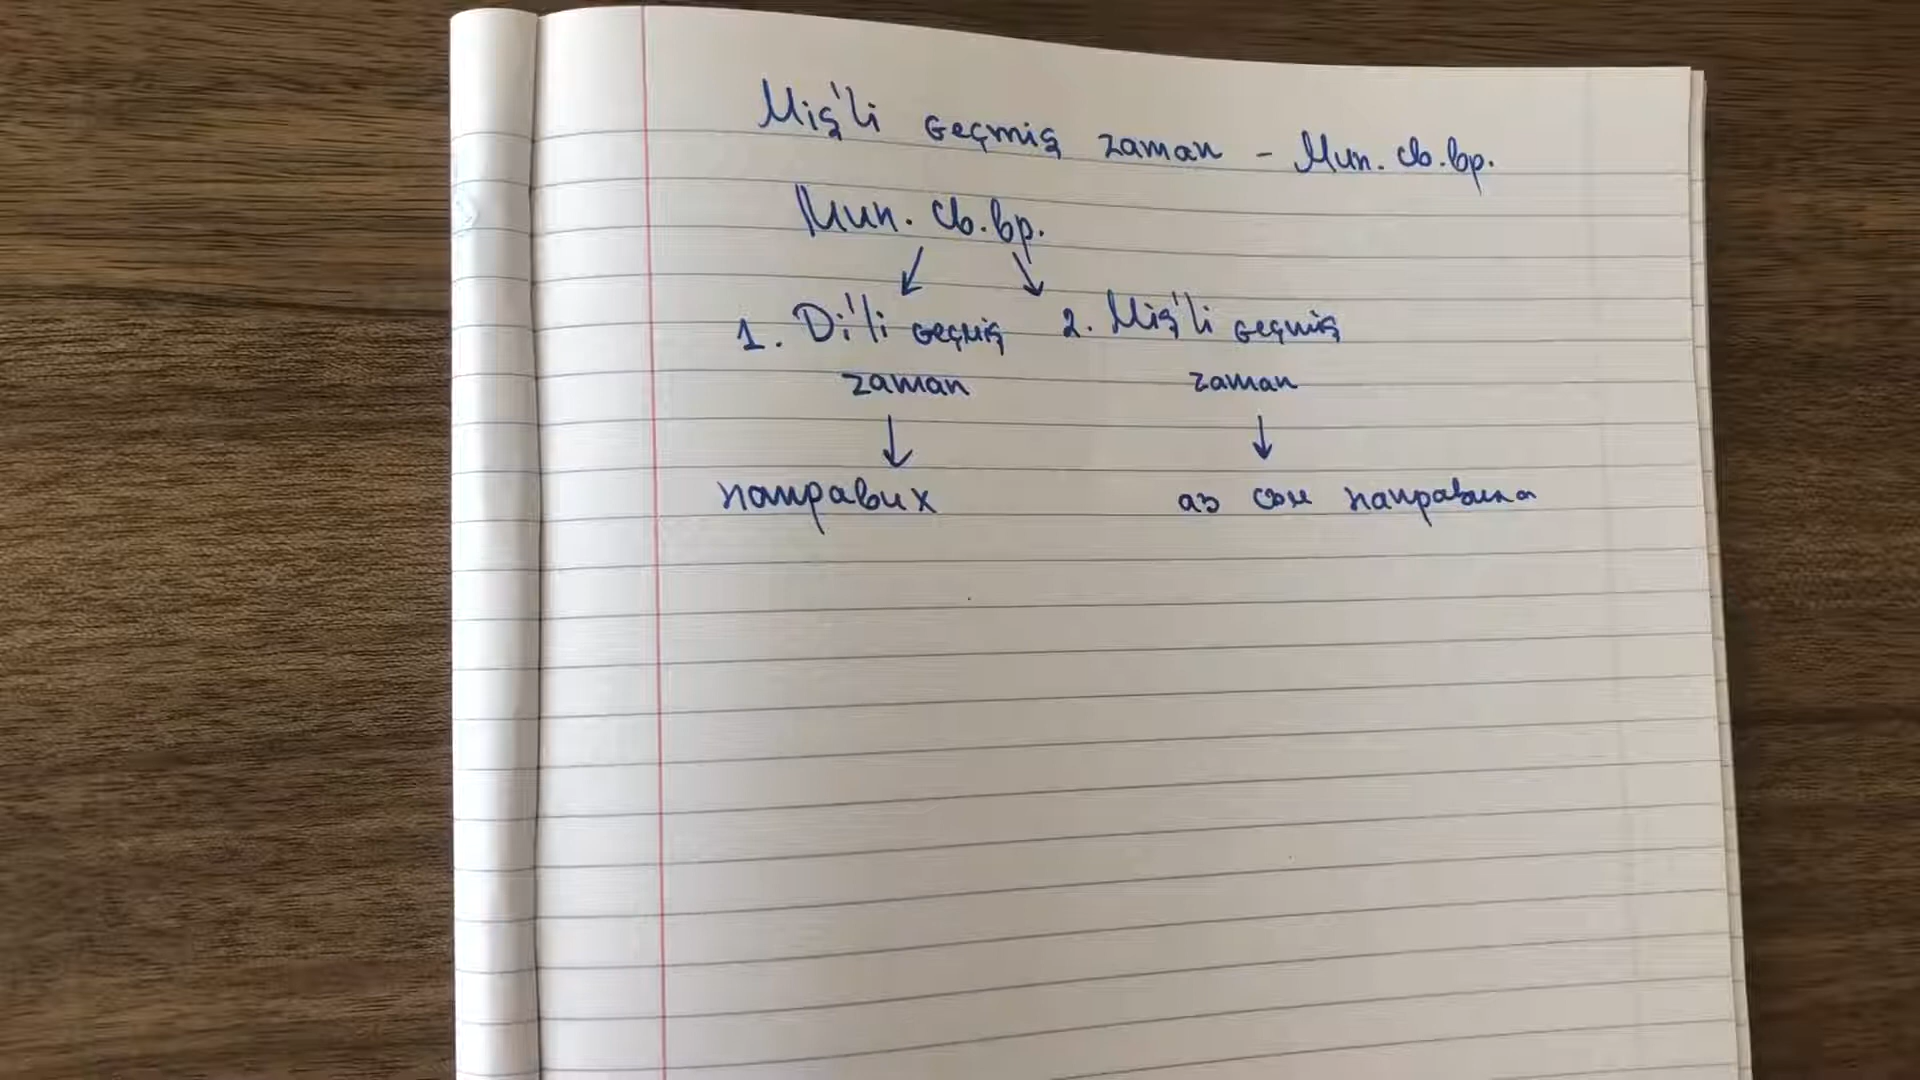 Miş'li geçmiş zaman - Мин. св. вр.
Мин. св. вр.
1. Di'li geçmiş 2. Miş'li geçmiş
zaman zaman
направих аз съм направила